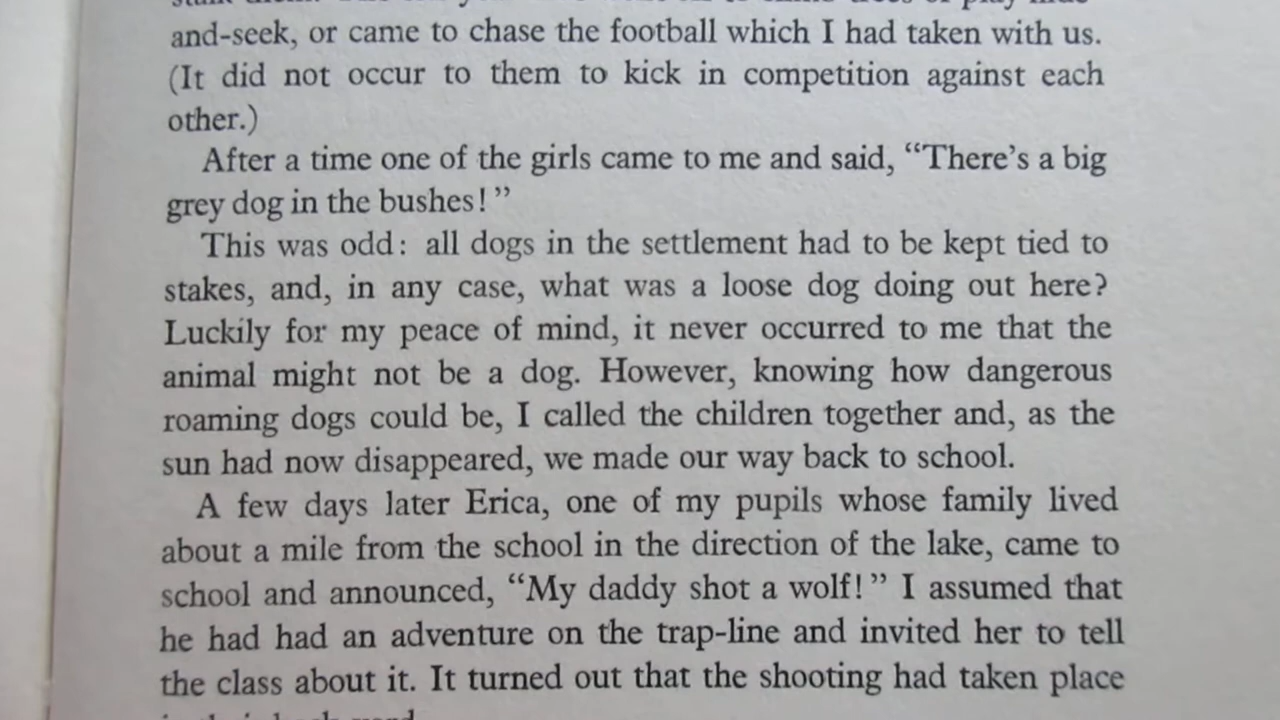 and-seek, or came to chase the football which I had taken with us.
(It did not occur to them to kick in competition against each
other.)
After a time one of the girls came to me and said, “There’s a big
grey dog in the bushes!”
This was odd: all dogs in the settlement had to be kept tied to
stakes, and, in any case, what was a loose dog doing out here?
Luckily for my peace of mind, it never occurred to me that the
animal might not be a dog. However, knowing how dangerous
roaming dogs could be, I called the children together and, as the
sun had now disappeared, we made our way back to school.
A few days later Erica, one of my pupils whose family lived
about a mile from the school in the direction of the lake, came to
school and announced, “My daddy shot a wolf!” I assumed that
he had had an adventure on the trap-line and invited her to tell
the class about it. It turned out that the shooting had taken place